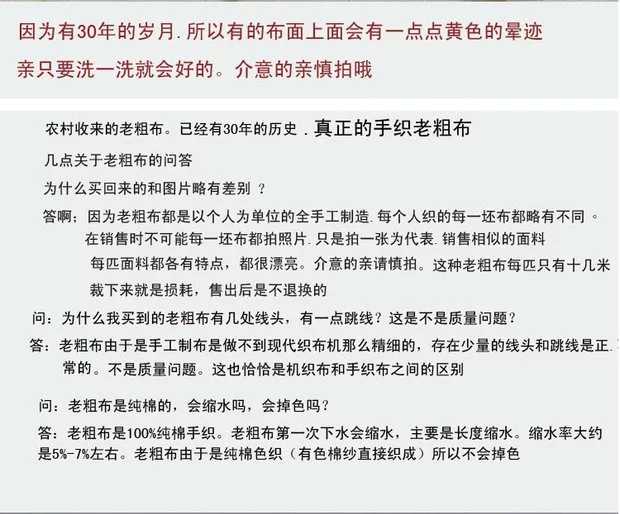 因为有30年的岁月.所以有的布面上面会有一点点黄色的晕迹
亲只要洗一洗就会好的。介意的亲慎拍哦
农村收来的老粗布。已经有30年的历史．真正的手织老粗布
几点关于老粗布的问答
为什么买回来的和图片略有差别 ？
答啊：因为老粗布都是以个人为单位的全手工制造.每个人织的每一坯布都略有不同 。
在销售时不可能每一坯布都拍照片.只是拍一张为代表.销售相似的面料
每匹面料都各有特点，都很漂亮。介意的亲请慎拍。这种老粗布每匹只有十几米
裁下来就是损耗，售出后是不退换的
问：为什么我买到的老粗布有几处线头，有一点跳线？这是不是质量问题？
答：老粗布由于是手工制布是做不到现代织布机那么精细的，存在少量的线头和跳线是正.
常的。不是质量问题。这也恰恰是机织布和手织布之间的区别
问：老粗布是纯棉的，会缩水吗，会掉色吗？
答：老粗布是100%纯棉手织。老粗布第一次下水会缩水，主要是长度缩水。缩水率大约
是5%-7%左右。老粗布由于是纯棉色织（有色棉纱直接织成）所以不会掉色